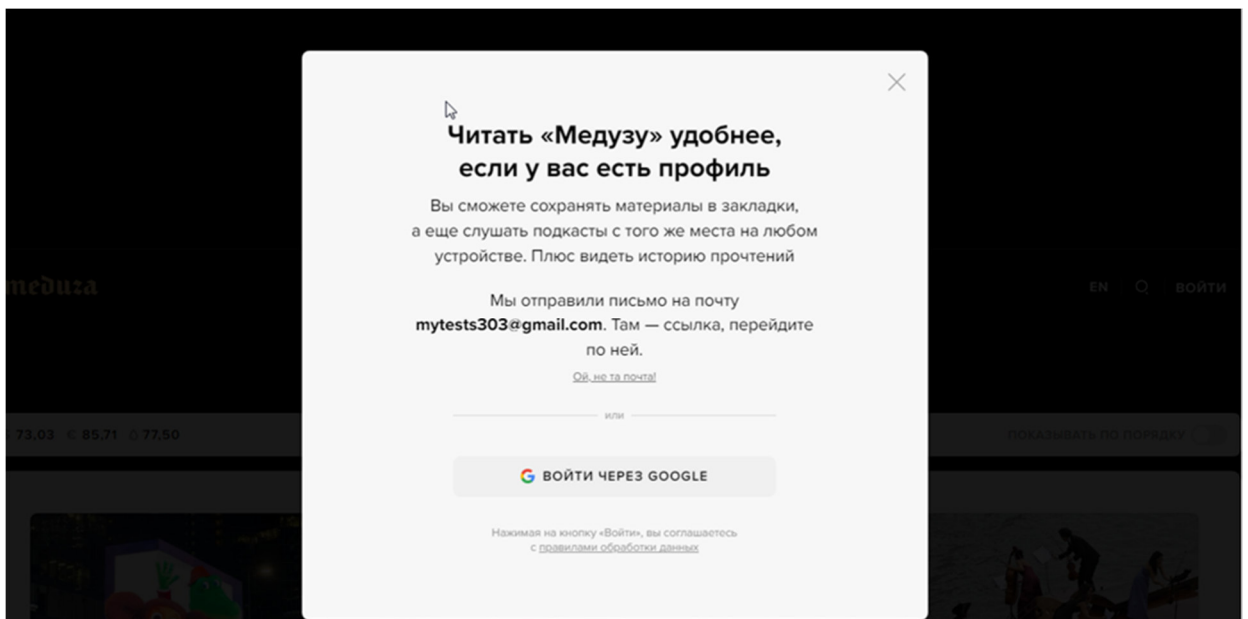 Читать «Медузу» удобнее,
если у вас есть профиль
Вы сможете сохранять материалы в закладки,
а еще слушать подкасты с того же места на любом
устройстве. Плюс видеть историю прочтений
Мы отправили письмо на почту
mytests303@gmail.com. Там — ссылка, перейдите
по ней.
Ой, не та почта!
или
ВОЙТИ ЧЕРЕЗ GOOGLE
Нажимая на кнопку «Войти», вы соглашаетесь
с правилами обработки данных
meduza
EN
ВОЙТИ
73.03 € 85.71 77.50
ПОКАЗЫВАТЬ ПО ПОРЯДКУ